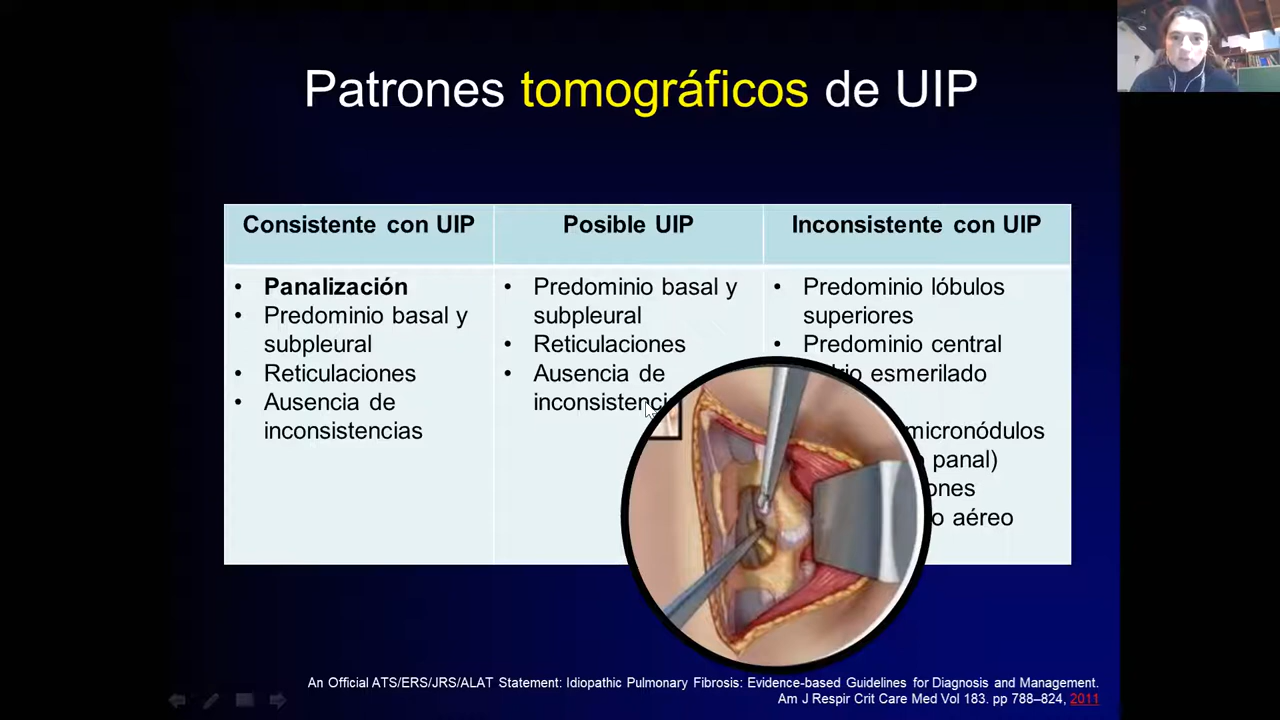 Patrones tomográficos de UIP
Consistente con UIP
Posible UIP
Inconsistente con UIP
• Panalización
• Predominio basal y
subpleural
• Reticulaciones
• Ausencia de
inconsistencias
• Predominio basal y
subpleural
• Reticulaciones
• Ausencia de
• Predominio lóbulos
superiores
• Predominio central
esmerilado
micronódulos
panal)
aéreo
An Official ATS/ERS/JRS/ALAT Statement: Idiopathic Pulmonary Fibrosis: Evidence-based Guidelines for Diagnosis and Management.
Am J Respir Crit Care Med Vol 183. pp 788–824, 2011